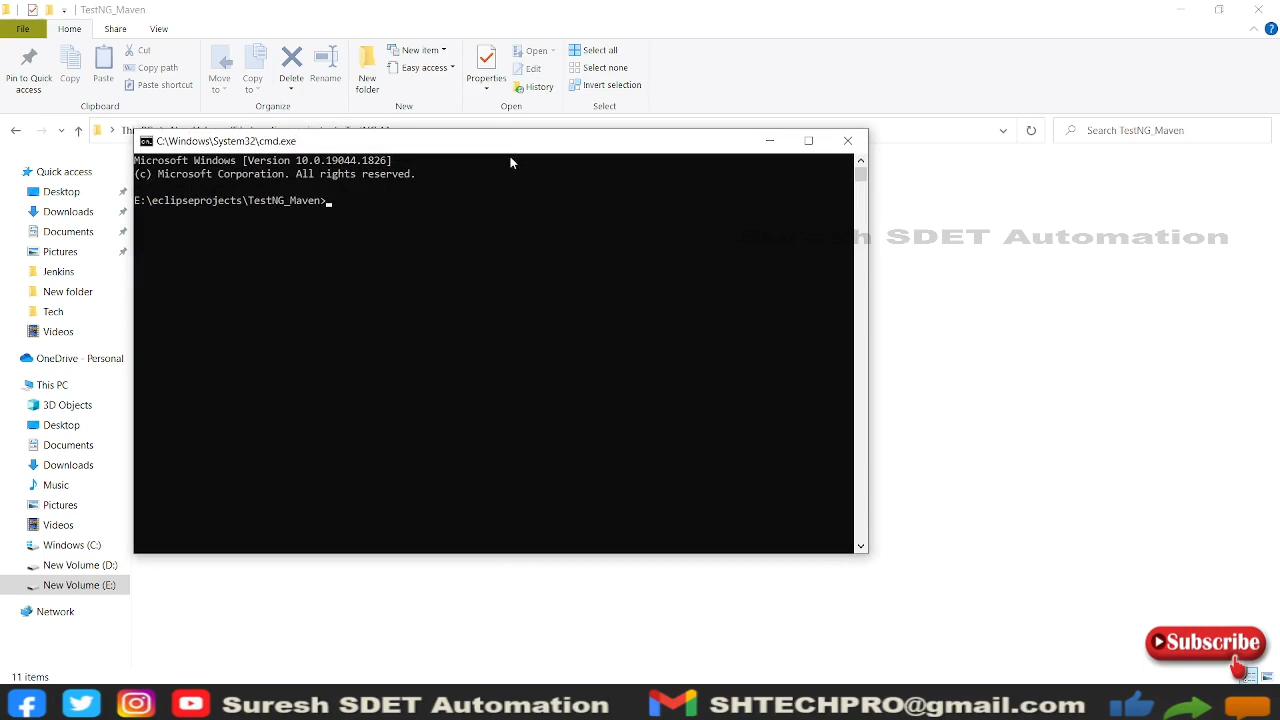 TestNG_Maven
File Home Share View
Pin to Quick access
Copy
Paste
Cut
Copy path
Paste shortcut
Clipboard
Move to
Copy to
Delete
Rename
Organize
New folder
New item
Easy access
New
Properties
Open
Edit
History
Open
Select all
Select none
Invert selection
Select
Search TestNG_Maven
C:\Windows\System32\cmd.exe
Microsoft Windows [Version 10.0.19044.1826]
(c) Microsoft Corporation. All rights reserved.
E:\eclipseprojects\TestNG_Maven>
Quick access
Desktop
Downloads
Documents
Pictures
Jenkins
New folder
Tech
Videos
OneDrive - Personal
This PC
3D Objects
Desktop
Documents
Downloads
Music
Pictures
Videos
Windows (C:)
New Volume (D:)
New Volume (E:)
Network
11 items
SDET Automation
Subscribe
Suresh SDET Automation
SHTECHPRO@gmail.com